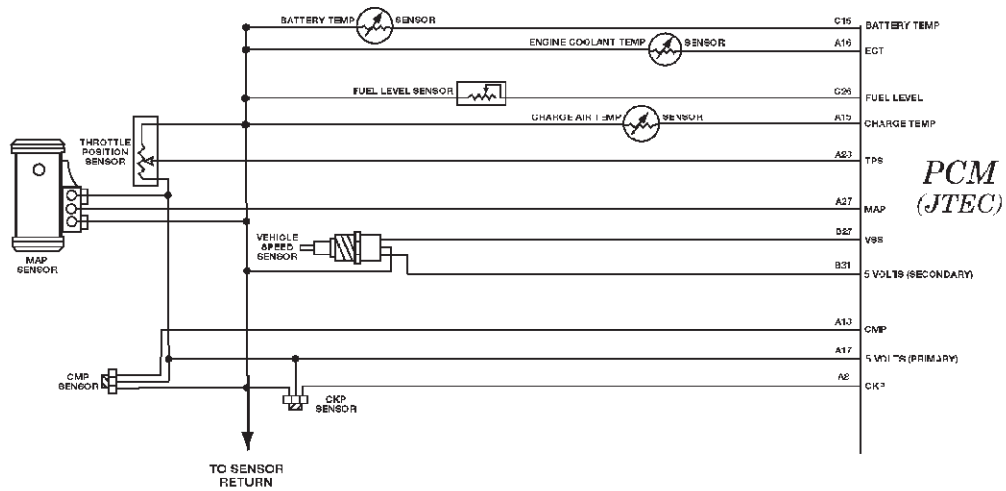 BATTERY TEMP SENSOR C15 BATTERY TEMP
ENGINE COOLANT TEMP SENSOR A16 ECT
FUEL LEVEL SENSOR C26 FUEL LEVEL
CHARGE AIR TEMP SENSOR A15 CHARGE TEMP
THROTTLE
POSITION
SENSOR
A23 TPS
PCM
(JTEC)
A27 MAP
MAP
SENSOR
B27 VSS
VEHICLE
SPEED
SENSOR
B31 5 VOLTS (SECONDARY)
A13 CMP
A17 5 VOLTS (PRIMARY)
CMP
SENSOR
A2 CKP
CKP
SENSOR
TO SENSOR
RETURN